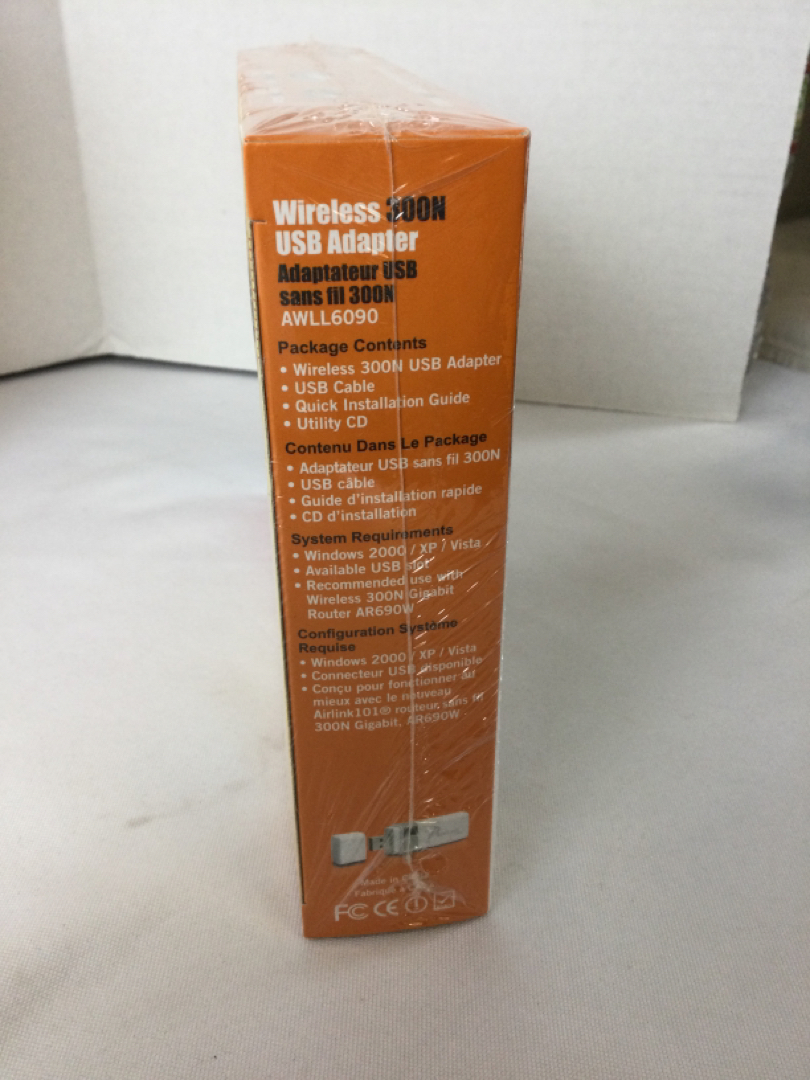 Wireless 300N
USB Adapter
Adaptateur USB
sans fil 300N
AWLL6090
Package Contents
• Wireless 300N USB Adapter
• USB Cable
• Quick Installation Guide
• Utility CD
Contenu Dans Le Package
• Adaptateur USB sans fil 300N
• USB câble
• Guide d'installation rapide
• CD d'installation
System Requirements
• Windows 2000 / XP / Vista
• Available USB slot
• Recommended use with
Wireless 300N Gigabit
Router AR690W
Configuration Système
Requise
• Windows 2000 / XP / Vista
• Connecteur USB disponible
• Conçu pour fonctionner au
mieux avec le nouveau
Airlink101® routeur sans fil
300N Gigabit, AR690W
Made in
Fabriqué
FC CE